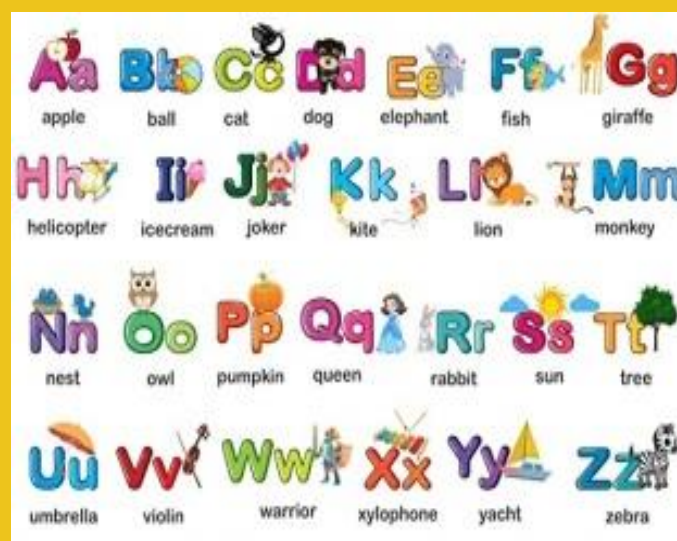 Aa Bb Cc Dd Ee Ff Gg
apple ball cat dog elephant fish giraffe
Hh Ii Jj Kk Ll Mm
helicopter icecream joker kite lion monkey
Nn Oo Pp Qq Rr Ss Tt
nest owl pumpkin queen rabbit sun tree
Uu Vv Ww Xx Yy Zz
umbrella violin warrior xylophone yacht zebra